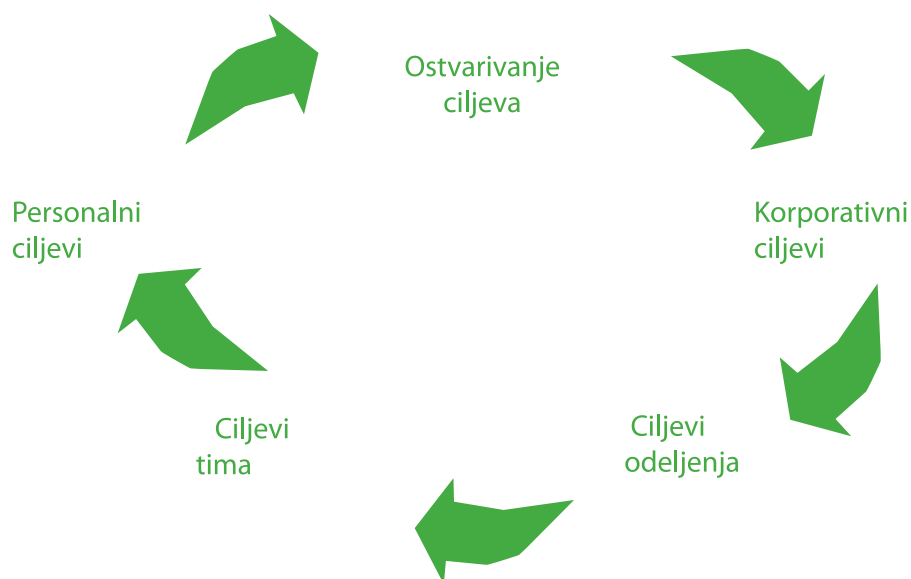 Ostvarivanje
ciljeva
Korporativni
ciljevi
Ciljevi
odeljenja
Ciljevi
tima
Personalni
ciljevi